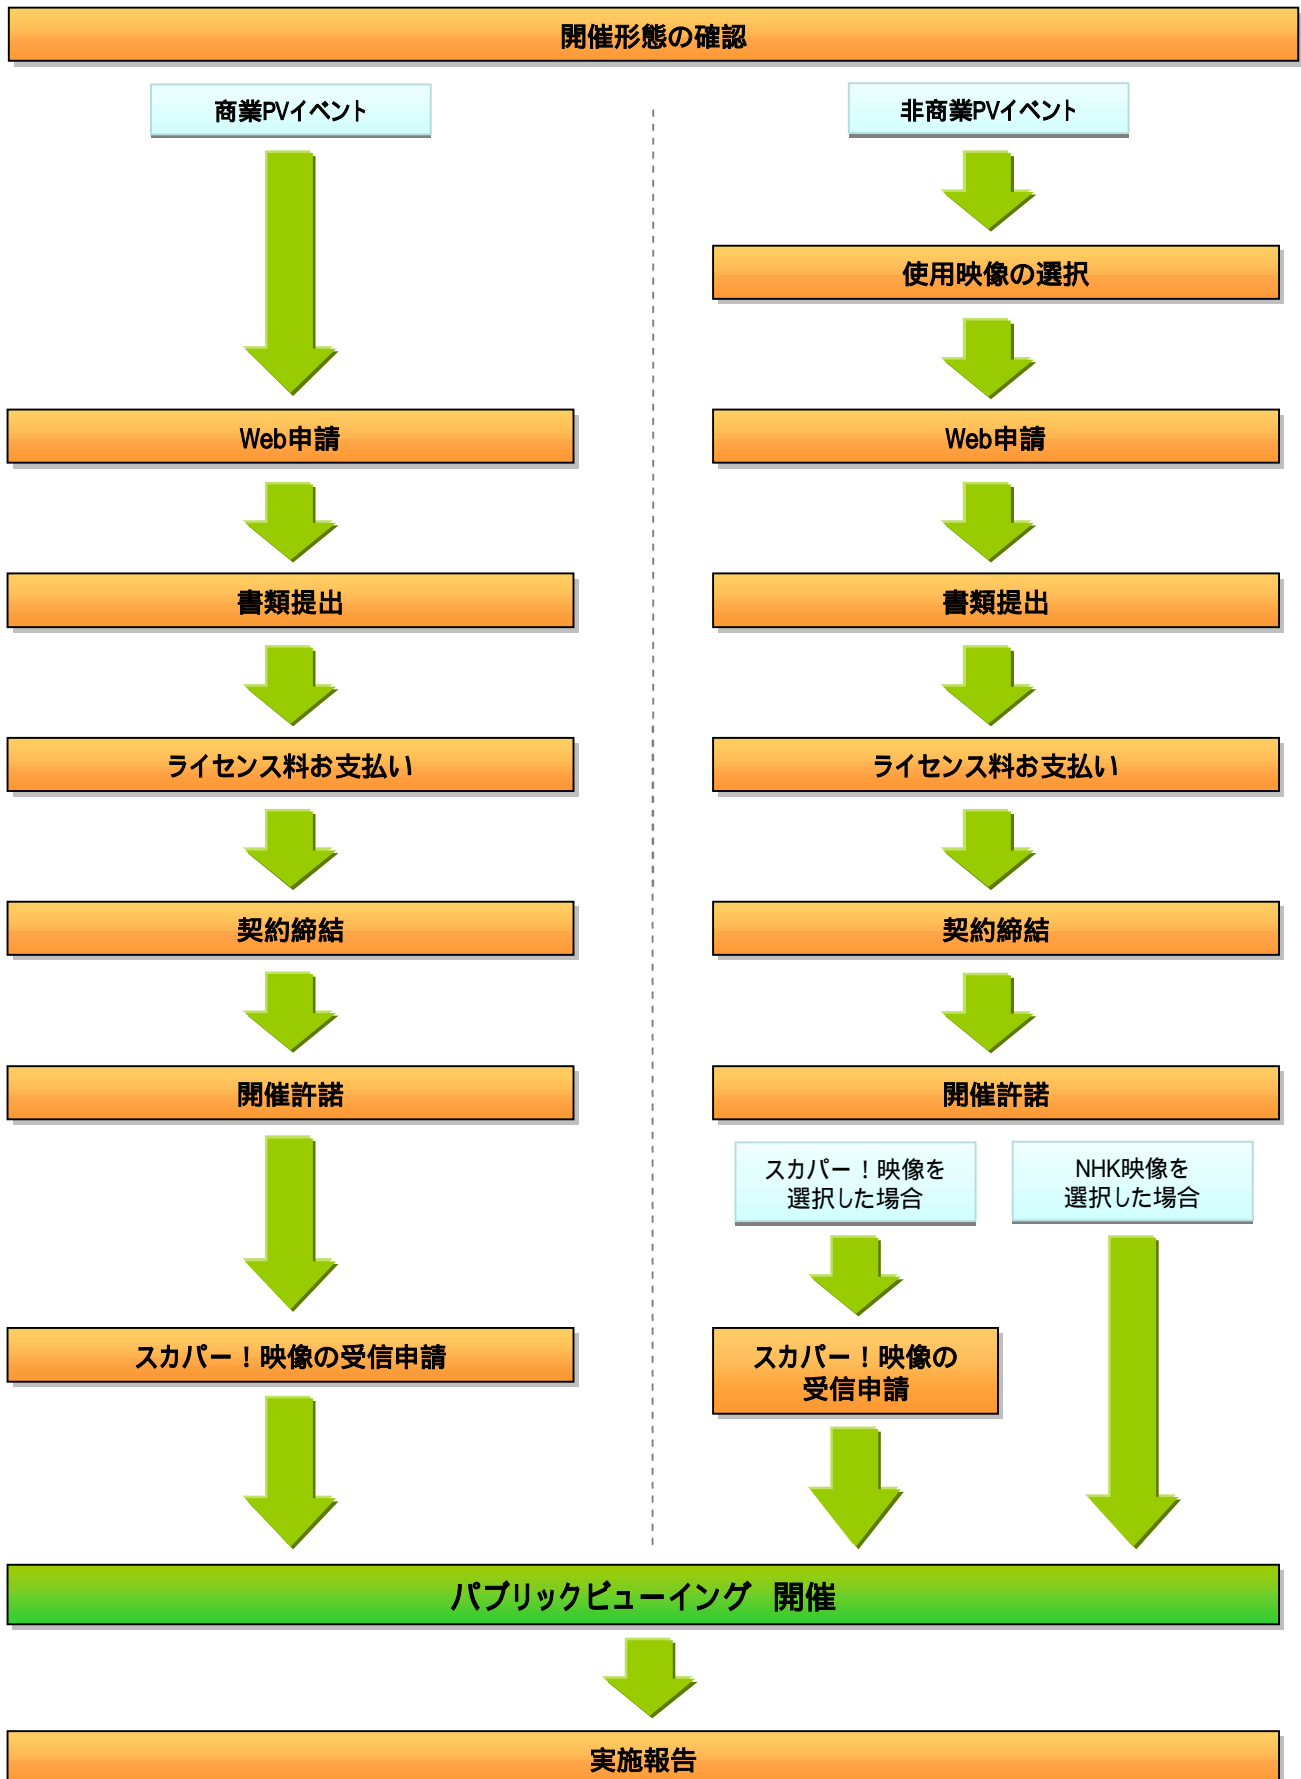 開催形態の確認
商業PVイベント
非商業PVイベント
使用映像の選択
Web申請
Web申請
書類提出
書類提出
ライセンス料お支払い
ライセンス料お支払い
契約締結
契約締結
開催許諾
開催許諾
スカパー！映像を
選択した場合
NHK映像を
選択した場合
スカパー！映像の受信申請
スカパー！映像の
受信申請
パブリックビューイング　開催
実施報告